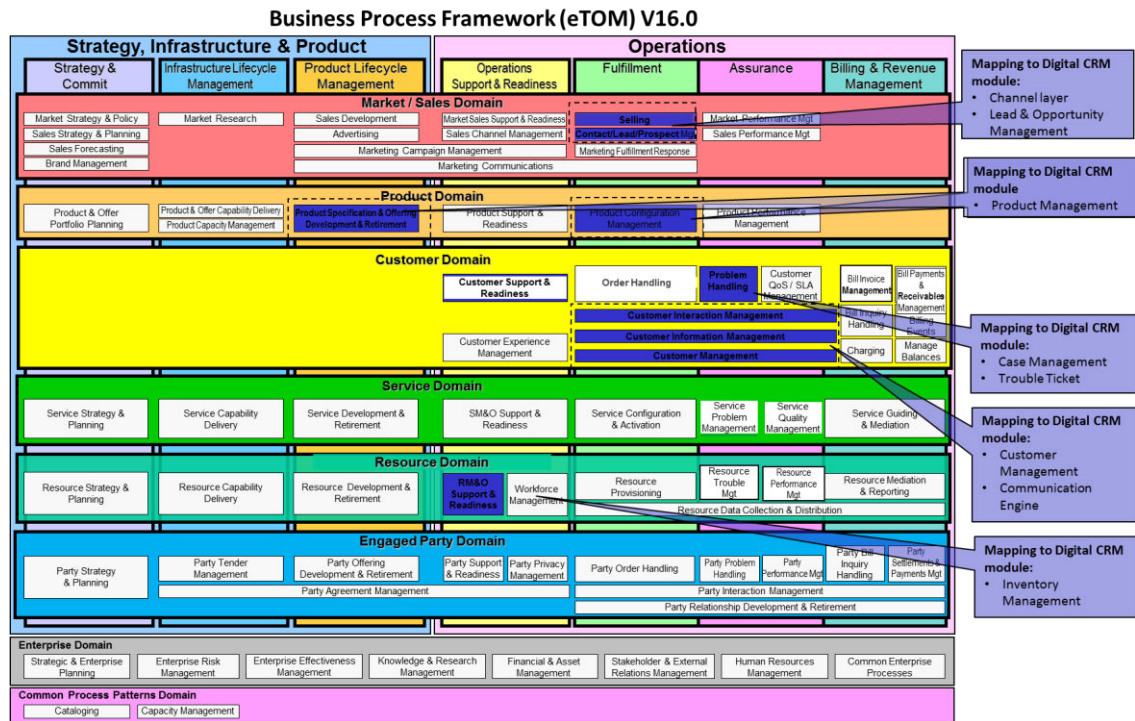 Business Process Framework (eTOM) V16.0
Strategy, Infrastructure & Product
Operations
Strategy &
Commit
Infrastructure Lifecycle
Management
Product Lifecycle
Management
Operations
Support & Readiness
Fulfillment
Assurance
Billing & Revenue
Management
Market / Sales Domain
Market Strategy & Policy
Market Research
Sales Development
Market Sales Support & Readiness
Selling
Market Performance Mgt
Sales Strategy & Planning
Advertising
Sales Channel Management
Contact/Lead/Prospect Mgt
Sales Performance Mgt
Sales Forecasting
Marketing Campaign Management
Marketing Fulfillment Response
Brand Management
Marketing Communications
Product Domain
Product & Offer
Portfolio Planning
Product & Offer Capability Delivery
Product Capacity Management
Product Specification & Offering
Development & Retirement
Product Support &
Readiness
Product Configuration
Management
Product Performance
Management
Customer Domain
Customer Support &
Readiness
Order Handling
Problem
Handling
Customer
QoS / SLA
Management
Bill Invoice
Management
Bill Payments
&
Receivables
Management
Customer Interaction Management
Bill Inquiry
Handling
Billing
Events
Customer Experience
Management
Customer Information Management
Customer Management
Charging
Manage
Balances
Service Domain
Service Strategy &
Planning
Service Capability
Delivery
Service Development &
Retirement
SM&O Support &
Readiness
Service Configuration
& Activation
Service
Problem
Management
Service
Quality
Management
Service Guiding
& Mediation
Resource Domain
Resource Strategy &
Planning
Resource Capability
Delivery
Resource Development &
Retirement
RM&O
Support &
Readiness
Workforce
Management
Resource
Provisioning
Resource
Trouble
Mgt
Resource
Performance
Mgt
Resource Mediation
& Reporting
Resource Data Collection & Distribution
Engaged Party Domain
Party Strategy
& Planning
Party Tender
Management
Party Offering
Development & Retirement
Party Support
& Readiness
Party Privacy
Management
Party Order Handling
Party Problem
Handling
Party
Performance Mgt
Party Bill
Inquiry
Handling
Party
Settlements &
Payments Mgt
Party Agreement Management
Party Interaction Management
Party Relationship Development & Retirement
Enterprise Domain
Strategic & Enterprise
Planning
Enterprise Risk
Management
Enterprise Effectiveness
Management
Knowledge & Research
Management
Financial & Asset
Management
Stakeholder & External
Relations Management
Human Resources
Management
Common Enterprise
Processes
Common Process Patterns Domain
Cataloging
Capacity Management
Mapping to Digital CRM
module:
• Channel layer
• Lead & Opportunity
Management
Mapping to Digital CRM
module
• Product Management
Mapping to Digital CRM
module:
• Case Management
• Trouble Ticket
Mapping to Digital CRM
module:
• Customer
Management
• Communication
Engine
Mapping to Digital CRM
module:
• Inventory
Management